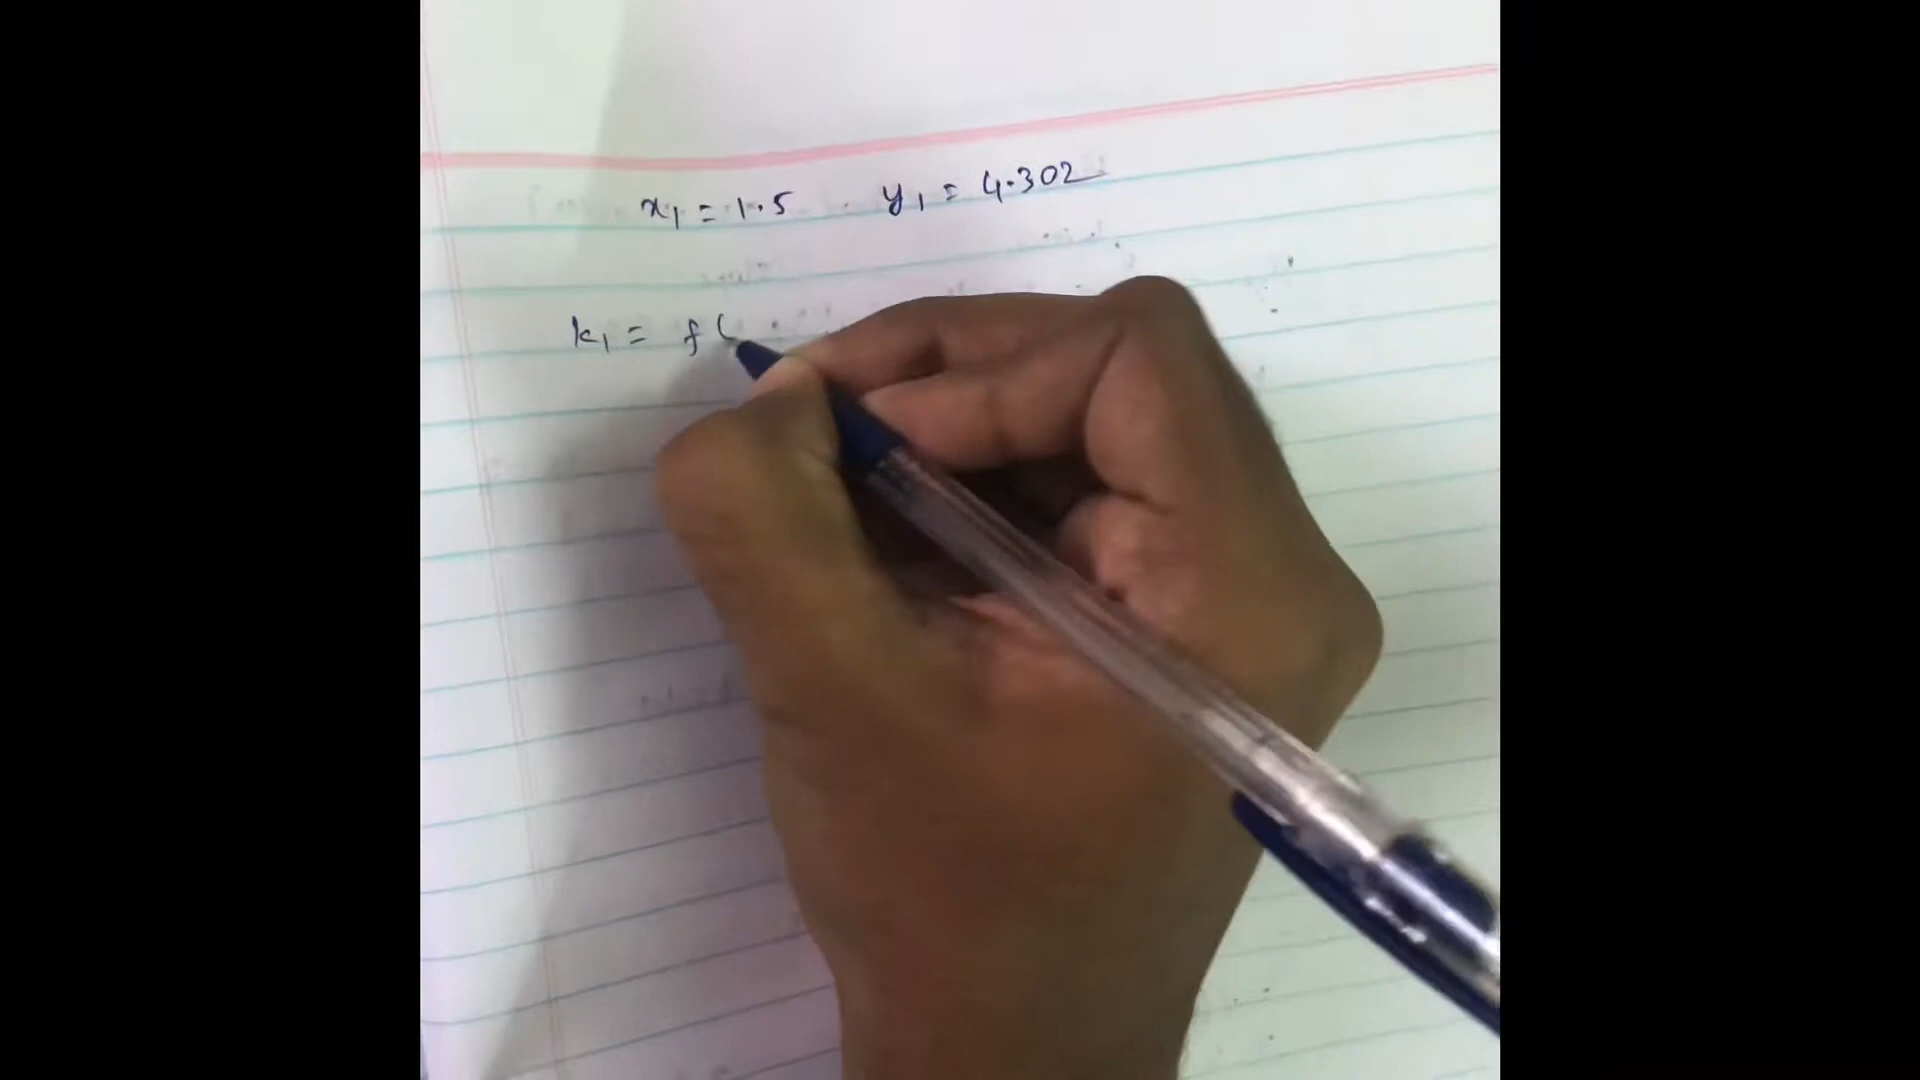 x₁ = 1.5 y₁ = 4.302
k₁ = f (